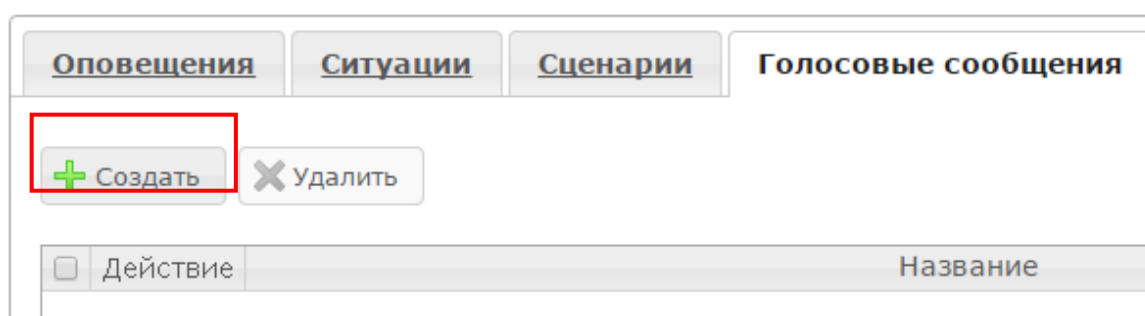 Оповещения Ситуации Сценарии Голосовые сообщения
Создать Удалить
Действие Название